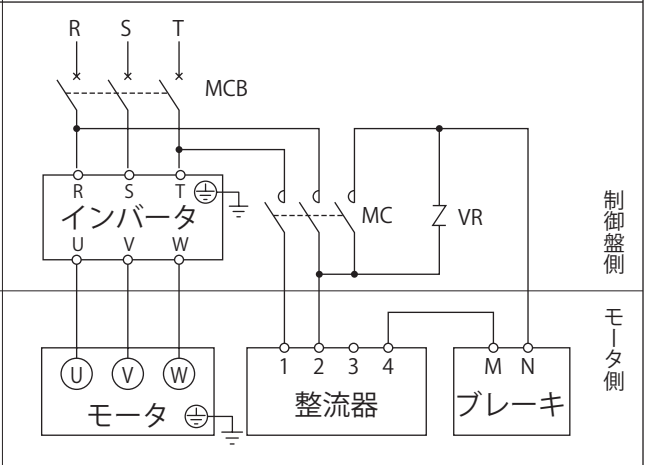 R S T
MCB
R S T
インバータ
U V W
MC
VR
制御盤側
モータ側
U V W
モータ
1 2 3 4
整流器
M N
ブレーキ